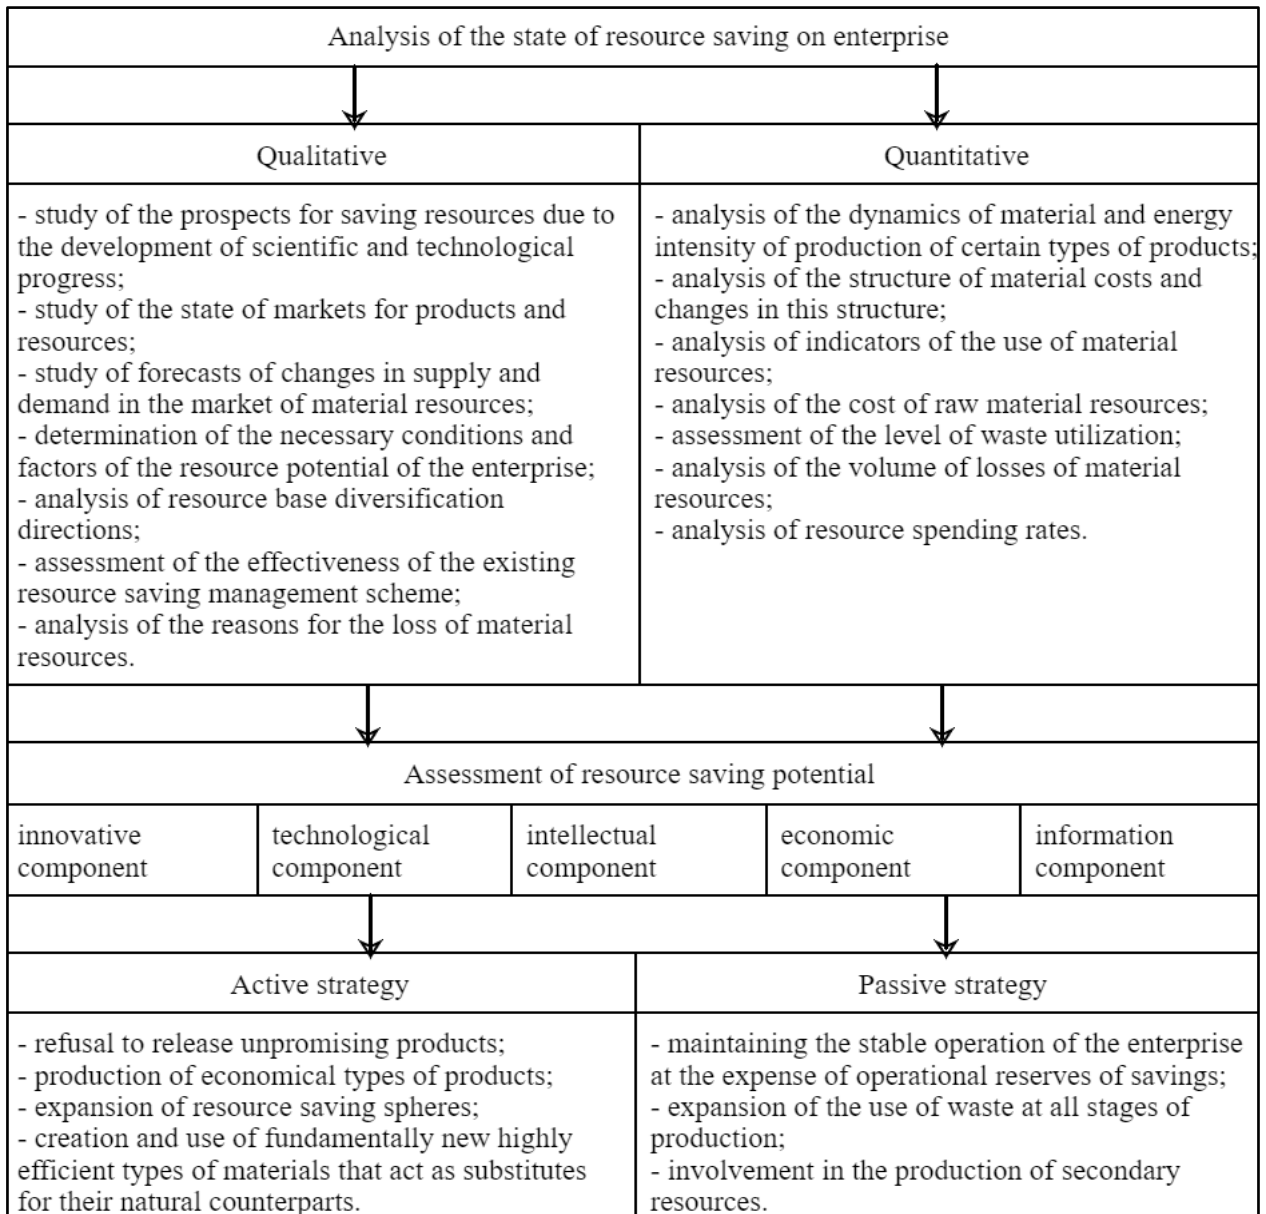 Analysis of the state of resource saving on enterprise
Qualitative
- study of the prospects for saving resources due to
the development of scientific and technological
progress;
- study of the state of markets for products and
resources;
- study of forecasts of changes in supply and
demand in the market of material resources;
- determination of the necessary conditions and
factors of the resource potential of the enterprise;
- analysis of resource base diversification
directions;
- assessment of the effectiveness of the existing
resource saving management scheme;
- analysis of the reasons for the loss of material
resources.
Quantitative
- analysis of the dynamics of material and energy
intensity of production of certain types of products;
- analysis of the structure of material costs and
changes in this structure;
- analysis of indicators of the use of material
resources;
- analysis of the cost of raw material resources;
- assessment of the level of waste utilization;
- analysis of the volume of losses of material
resources;
- analysis of resource spending rates.
Assessment of resource saving potential
innovative
component
technological
component
intellectual
component
economic
component
information
component
Active strategy
- refusal to release unpromising products;
- production of economical types of products;
- expansion of resource saving spheres;
- creation and use of fundamentally new highly
efficient types of materials that act as substitutes
for their natural counterparts.
Passive strategy
- maintaining the stable operation of the enterprise
at the expense of operational reserves of savings;
- expansion of the use of waste at all stages of
production;
- involvement in the production of secondary
resources.